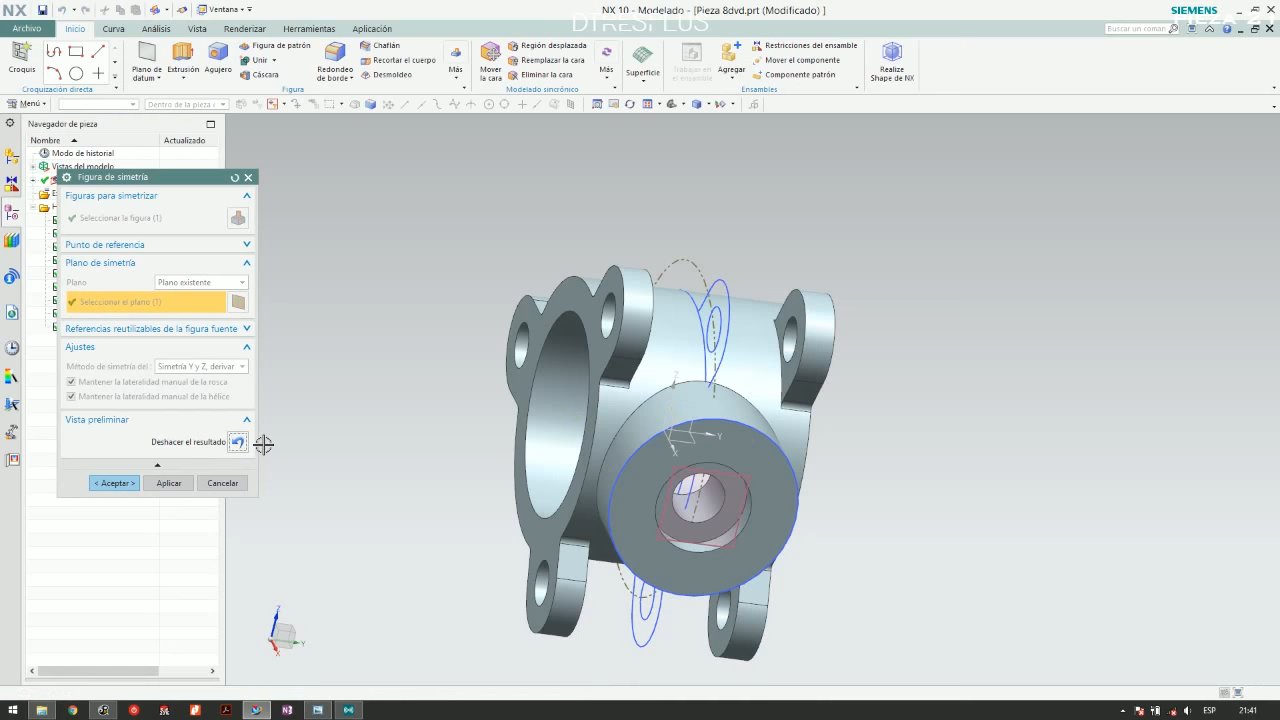 NX
Ventana
NX 10 - Modelado - [Pieza 8dvd.prt (Modificado) ]
DTRESPLUS
SIEMENS
Archivo
Inicio
Curva
Análisis
Vista
Renderizar
Herramientas
Aplicación
Buscar un coman
Croquis
Croquización directa
Plano de datum
Extrusión
Agujero
Figura de patrón
Unir
Cáscara
Redondeo de borde
Chaflán
Recortar el cuerpo
Desmoldeo
Más
Figura
Mover la cara
Región desplazada
Reemplazar la cara
Eliminar la cara
Más
Modelado sincrónico
Superficie
Trabajar en el ensamble
Agregar
Restricciones del ensamble
Mover el componente
Componente patrón
Ensambles
Realize Shape de NX
Menú
Dentro de la pieza
Navegador de pieza
Nombre
Actualizado
Modo de historial
Vistas del modelo
Figura de simetría
Figuras para simetrizar
Seleccionar la figura (1)
Punto de referencia
Plano de simetría
Plano
Plano existente
Seleccionar el plano (1)
Referencias reutilizables de la figura fuente
Ajustes
Método de simetría del
Simetría Y y Z, derivar
Mantener la lateralidad manual de la rosca
Mantener la lateralidad manual de la hélice
Vista preliminar
Deshacer el resultado
< Aceptar >
Aplicar
Cancelar
Z
Y
X
Z
Y
X
ESP
21:41